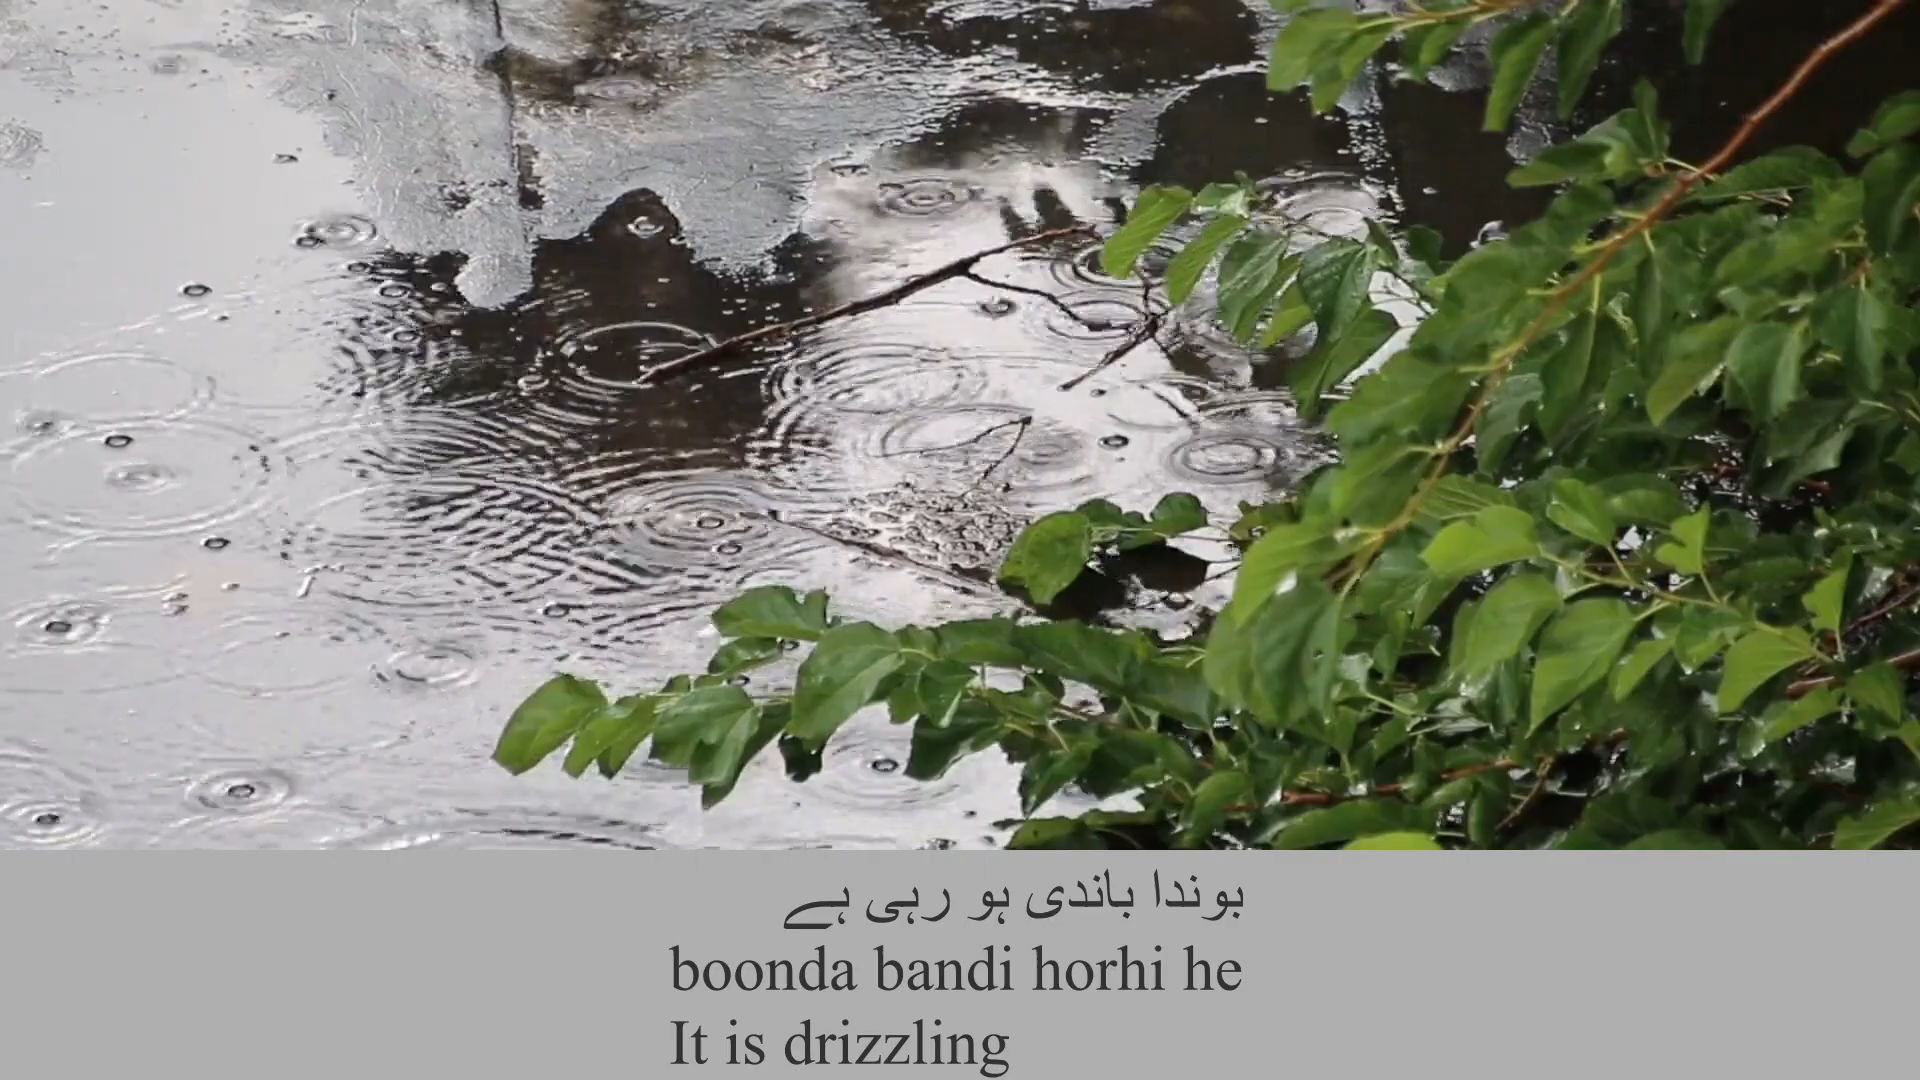 بوندا باندی ہو رہی ہے
boonda bandi horhi he
It is drizzling